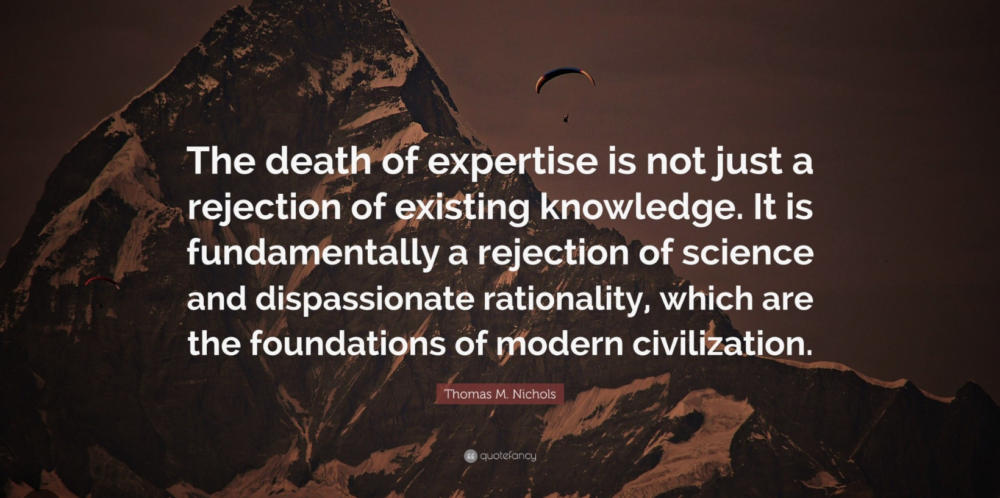 The death of expertise is not just a
rejection of existing knowledge. It is
fundamentally a rejection of science
and dispassionate rationality, which are
the foundations of modern civilization.
Thomas M. Nichols
quotefancy